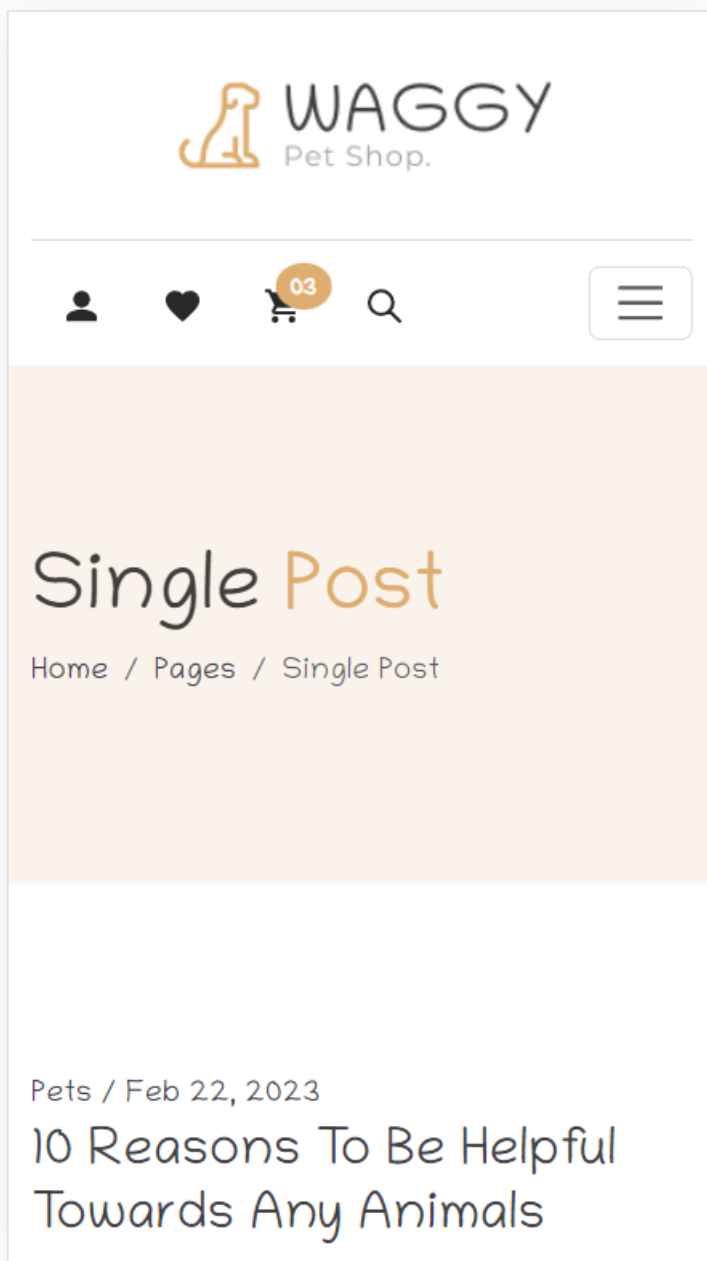 WAGGY
Pet Shop.
03
Single Post
Home / Pages / Single Post
Pets / Feb 22, 2023
10 Reasons To Be Helpful
Towards Any Animals